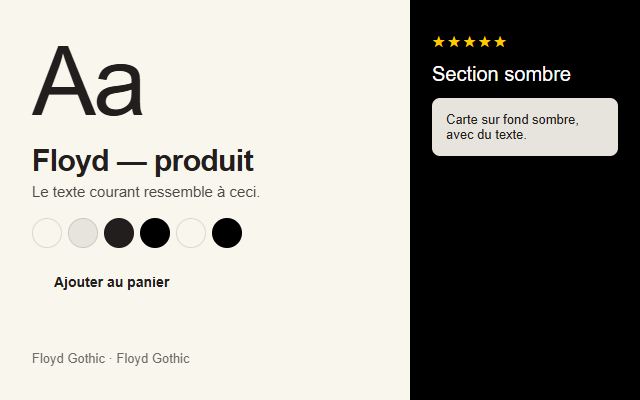 Aa
Floyd — produit
Le texte courant ressemble à ceci.
Ajouter au panier
Floyd Gothic · Floyd Gothic
★★★★★
Section sombre
Carte sur fond sombre,
avec du texte.